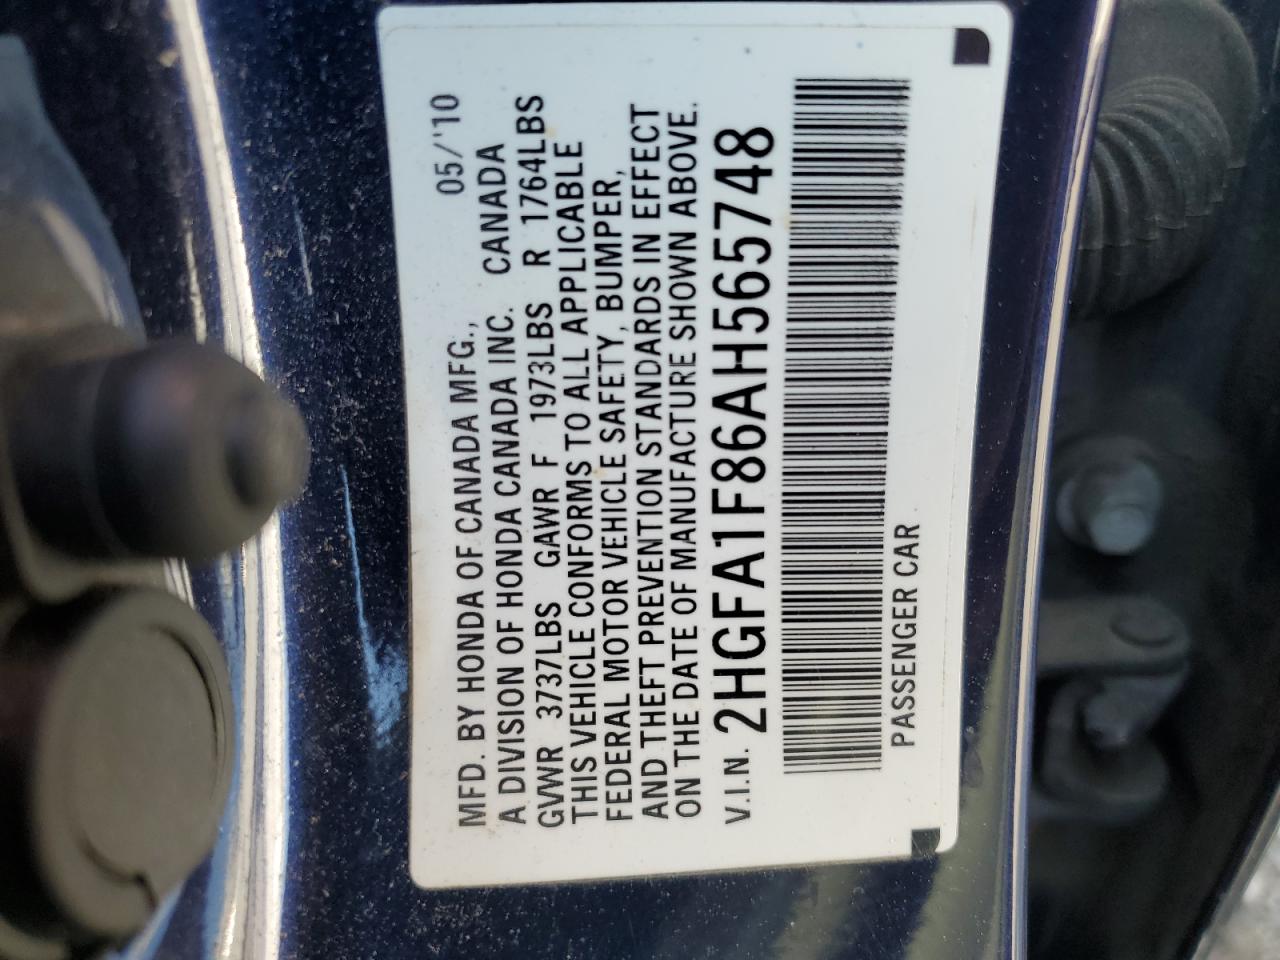 MFD. BY HONDA OF CANADA MFG., 05/'10
A DIVISION OF HONDA CANADA INC. CANADA
GVWR 3737LBS GAWR F 1973LBS R 1764LBS
THIS VEHICLE CONFORMS TO ALL APPLICABLE
FEDERAL MOTOR VEHICLE SAFETY, BUMPER,
AND THEFT PREVENTION STANDARDS IN EFFECT
ON THE DATE OF MANUFACTURE SHOWN ABOVE.
V.I.N. 2HGFA1F86AH565748
PASSENGER CAR